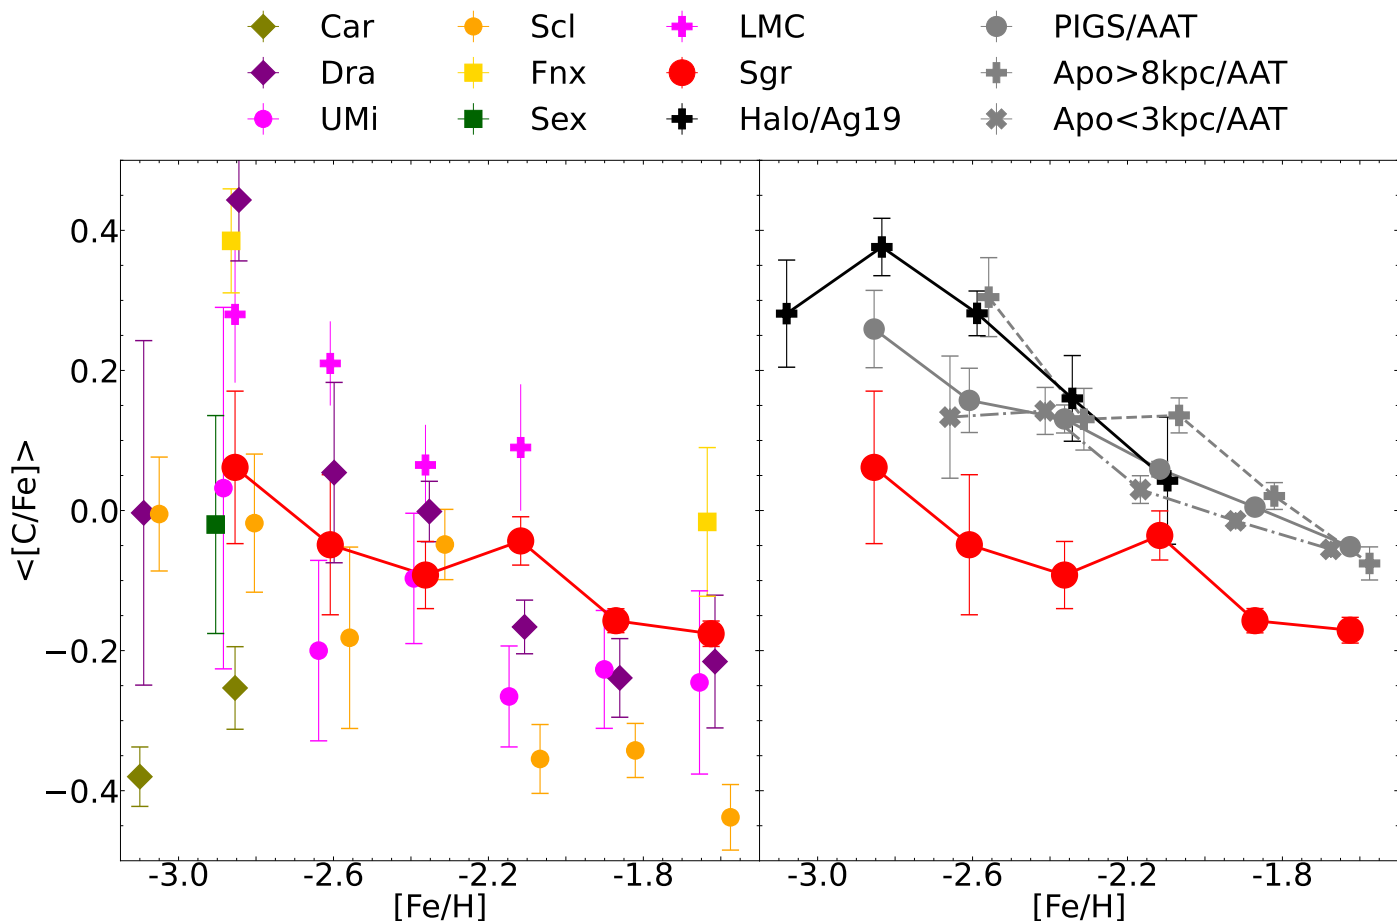 Car Scl LMC PIGS/AAT
Dra Fnx Sgr Apo>8kpc/AAT
UMi Sex Halo/Ag19 Apo<3kpc/AAT
<[C/Fe]>
0.4
0.2
0.0
−0.2
−0.4
-3.0 -2.6 -2.2 -1.8 -3.0 -2.6 -2.2 -1.8
[Fe/H] [Fe/H]